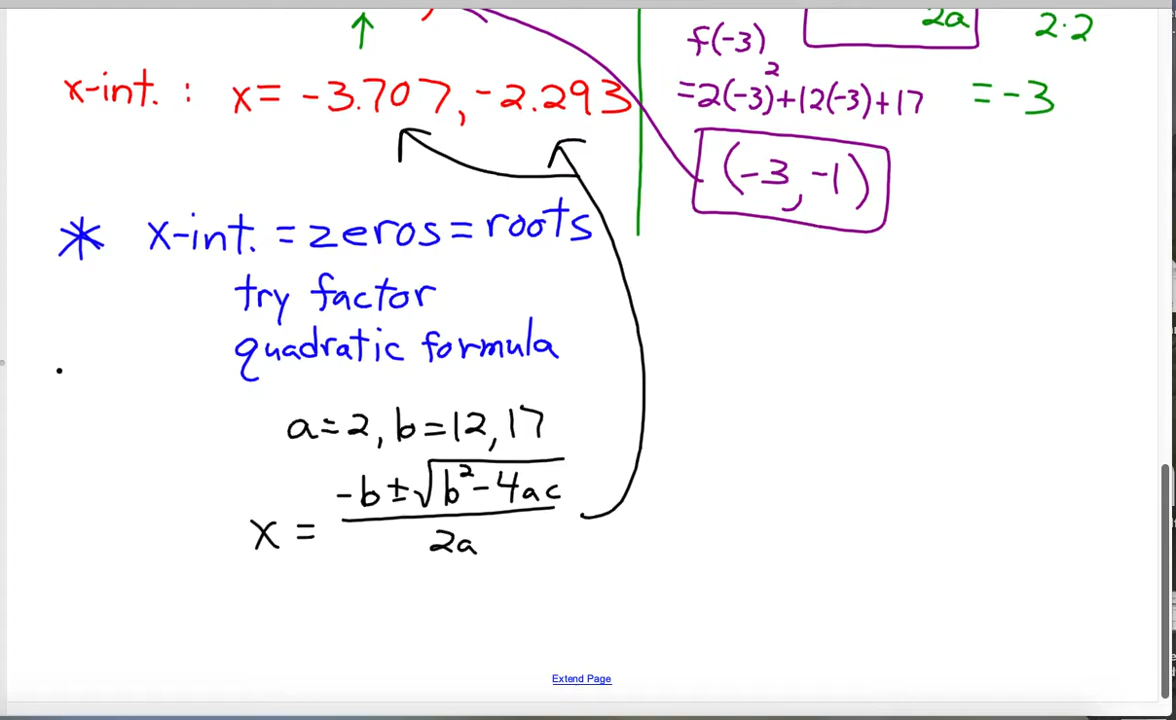 x-int. : x= -3.707, -2.293
* x-int. = zeros = roots
try factor
quadratic formula
a=2, b=12, 17
x = (-b ± √(b² - 4ac)) / 2a
2a
2·2
f(-3)
=2(-3)²+12(-3)+17
= -3
(-3, -1)
Extend Page